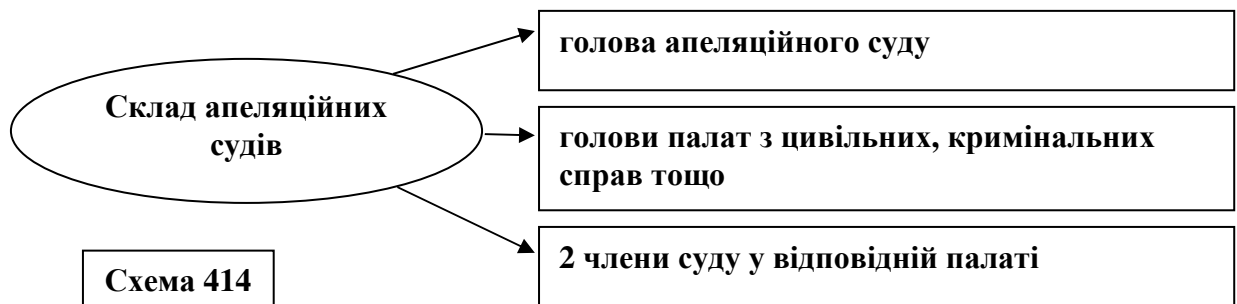 голова апеляційного суду
Склад апеляційних
судів
голови палат з цивільних, кримінальних
справ тощо
2 члени суду у відповідній палаті
Схема 414